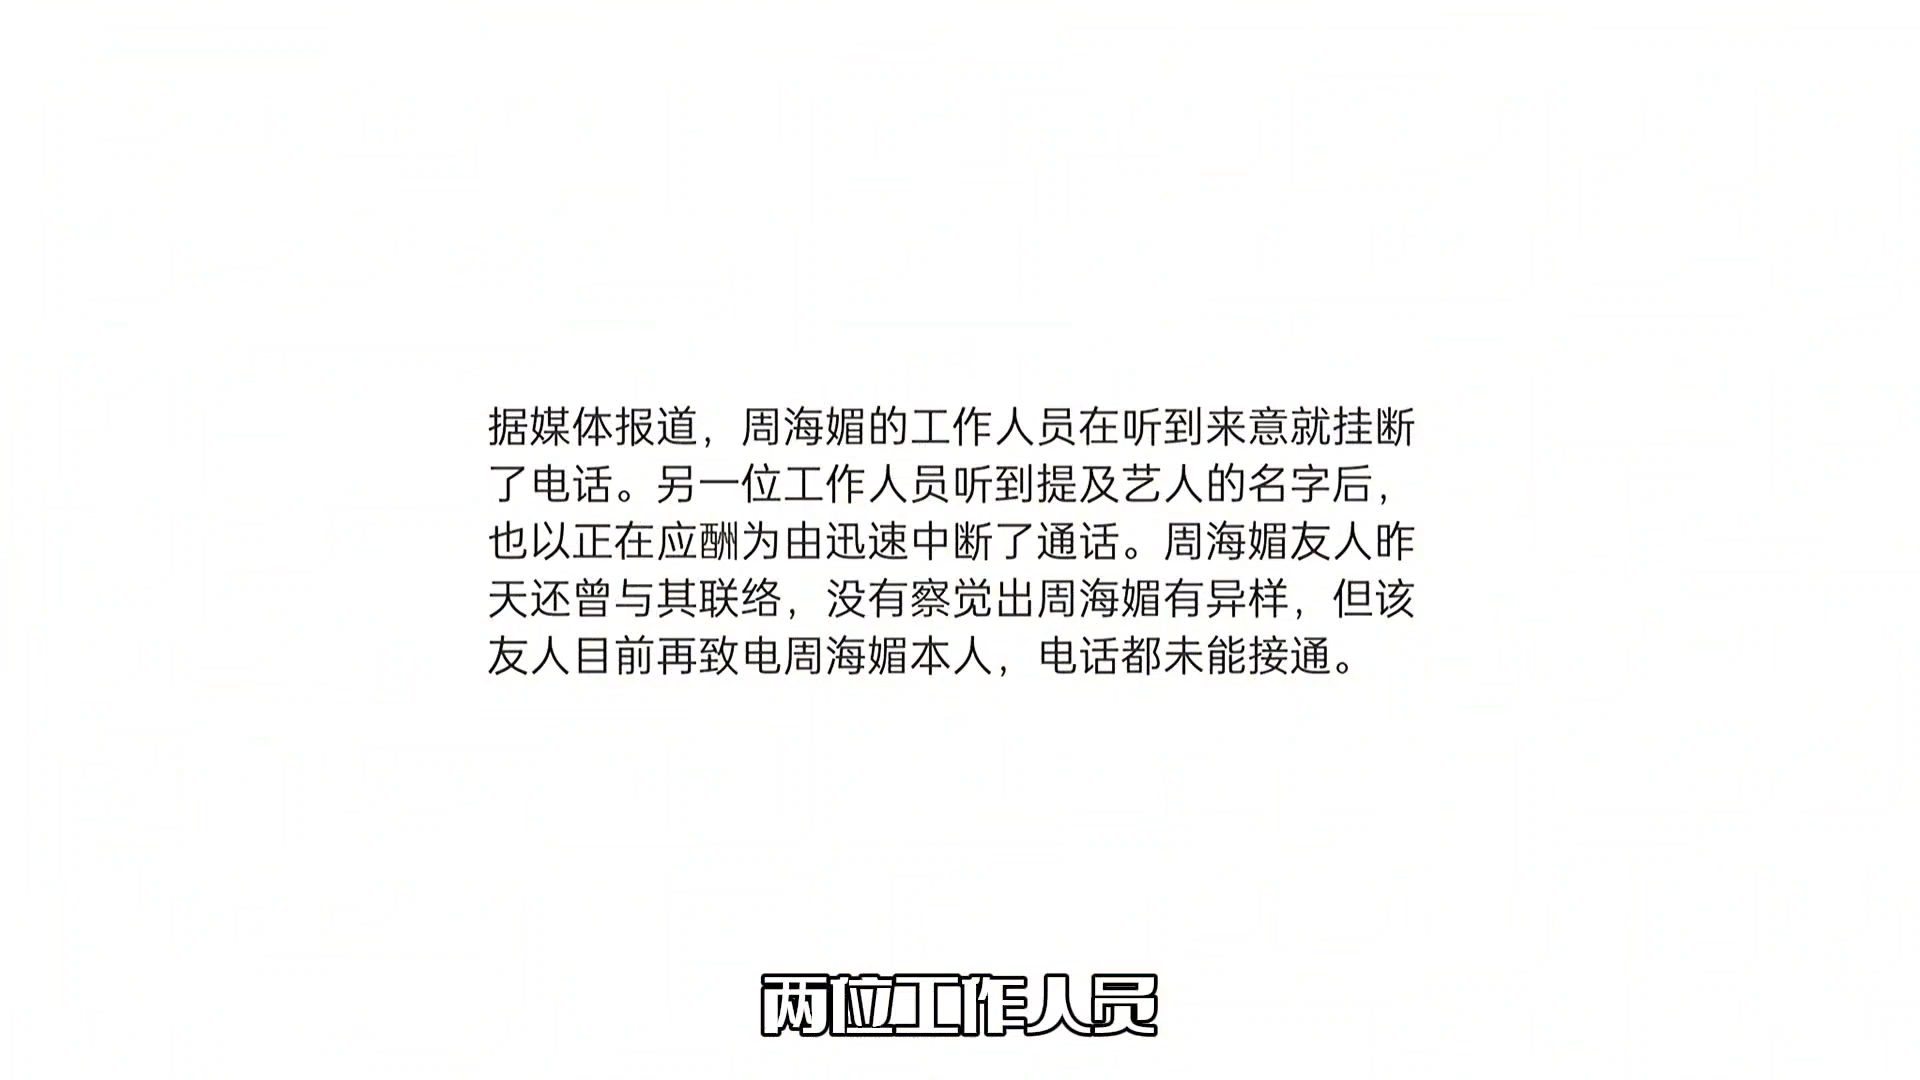 据媒体报道，周海媚的工作人员在听到来意就挂断
了电话。另一位工作人员听到提及艺人的名字后，
也以正在应酬为由迅速中断了通话。周海媚友人昨
天还曾与其联络，没有察觉出周海媚有异样，但该
友人目前再致电周海媚本人，电话都未能接通。
两位工作人员